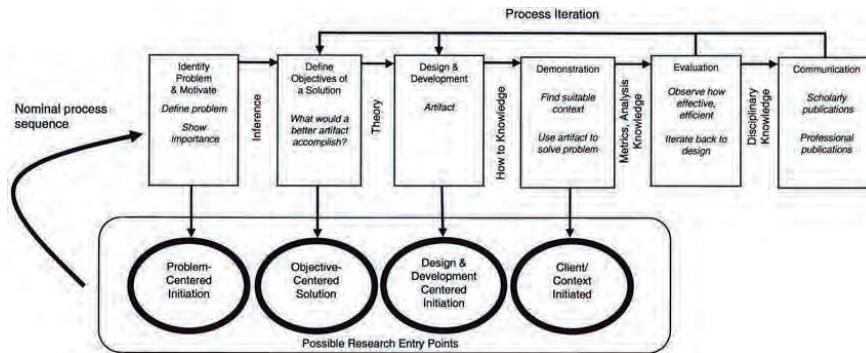 Process Iteration
Nominal process
sequence
Identify
Problem
& Motivate
Define problem
Show
Importance
Inference
Define
Objectives of
a Solution
What would a
better artifact
accomplish?
Theory
Design &
Development
Artifact
How to Knowledge
Demonstration
Find suitable
context
Use artifact to
solve problem
Metrics, Analysis
Knowledge
Evaluation
Observe how
effective,
efficient
Iterate back to
design
Disciplinary
Knowledge
Communication
Scholarly
publications
Professional
publications
Problem-
Centered
Initiation
Objective-
Centered
Solution
Design &
Development
Centered
Initiation
Client/
Context
Initiated
Possible Research Entry Points